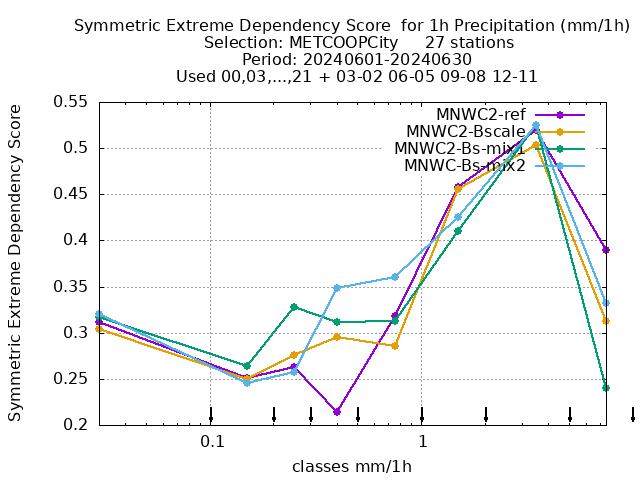 Symmetric Extreme Dependency Score  for 1h Precipitation (mm/1h)
Selection: METCOOPCity     27 stations
Period: 20240601-20240630
Used 00,03,...,21 + 03-02 06-05 09-08 12-11
MNWC2-ref
MNWC2-Bscale
MNWC2-Bs-mix1
MNWC-Bs-mix2
Symmetric Extreme Dependency Score
0.55
0.5
0.45
0.4
0.35
0.3
0.25
0.2
0.1 1
classes mm/1h